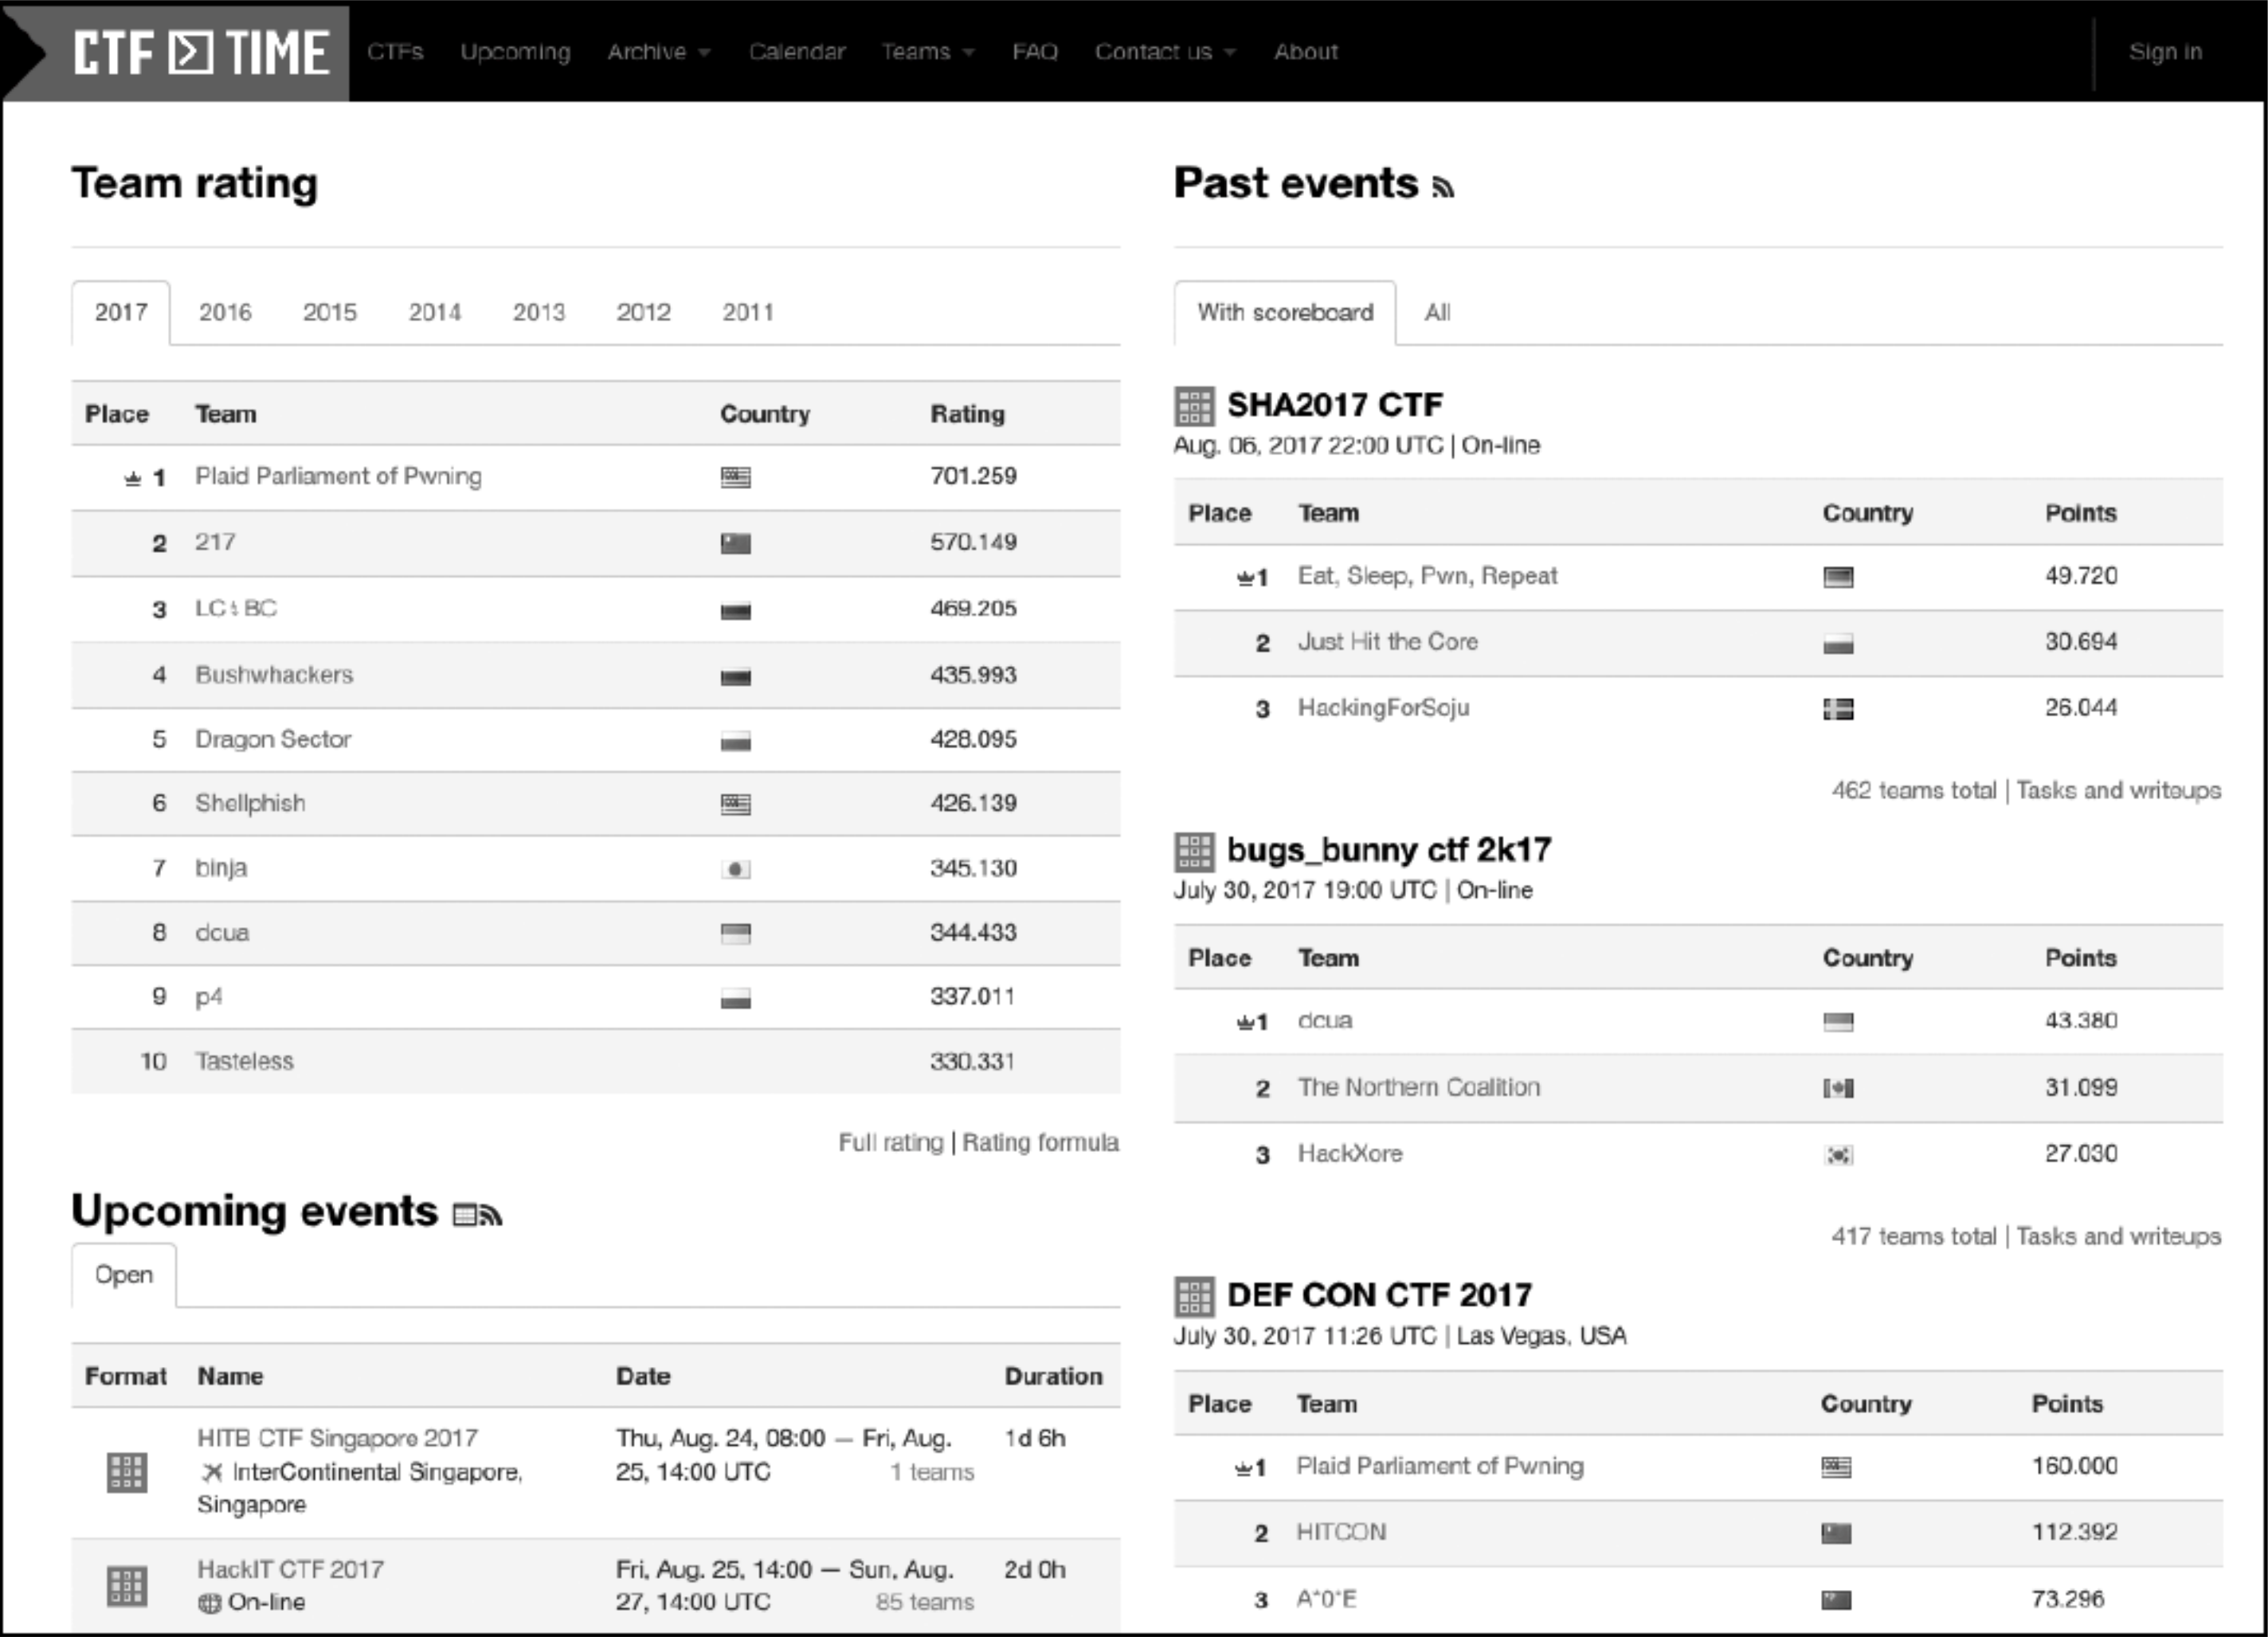 CTF TIME CTFs Upcoming Archive Calendar Teams FAQ Contact us About Sign in
Team rating
2017 2016 2015 2014 2013 2012 2011
Place Team Country Rating
1 Plaid Parliament of Pwning 701.259
2 217 570.149
3 LC BC 469.205
4 Bushwhackers 435.993
5 Dragon Sector 428.095
6 Shellphish 426.139
7 binja 345.130
8 dcua 344.433
9 p4 337.011
10 Tasteless 330.331
Full rating | Rating formula
Upcoming events
Open
Format Name Date Duration
HITB CTF Singapore 2017 Thu, Aug. 24, 08:00 — Fri, Aug. 1d 6h
InterContinental Singapore, 25, 14:00 UTC 1 teams
Singapore
HackIT CTF 2017 Fri, Aug. 25, 14:00 — Sun, Aug. 2d 0h
On-line 27, 14:00 UTC 85 teams
Past events
With scoreboard All
SHA2017 CTF
Aug. 06, 2017 22:00 UTC | On-line
Place Team Country Points
1 Eat, Sleep, Pwn, Repeat 49.720
2 Just Hit the Core 30.694
3 HackingForSoju 26.044
462 teams total | Tasks and writeups
bugs_bunny ctf 2k17
July 30, 2017 19:00 UTC | On-line
Place Team Country Points
1 dcua 43.380
2 The Northern Coalition 31.099
3 HackXore 27.030
417 teams total | Tasks and writeups
DEF CON CTF 2017
July 30, 2017 11:26 UTC | Las Vegas, USA
Place Team Country Points
1 Plaid Parliament of Pwning 160.000
2 HITCON 112.392
3 A*0*E 73.296